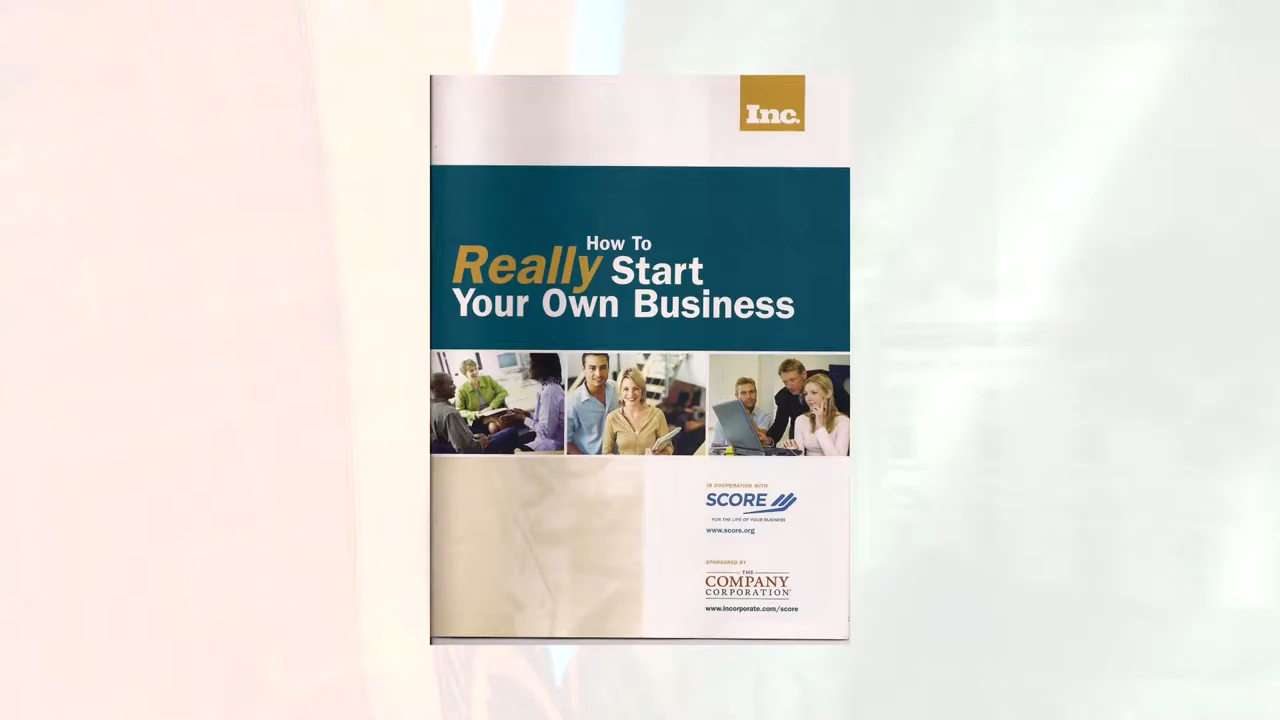 Inc.
How To
Really Start
Your Own Business
IN COOPERATION WITH
SCORE
FOR THE LIFE OF YOUR BUSINESS
www.score.org
SPONSORED BY
THE
COMPANY
CORPORATION
www.incorporate.com/score